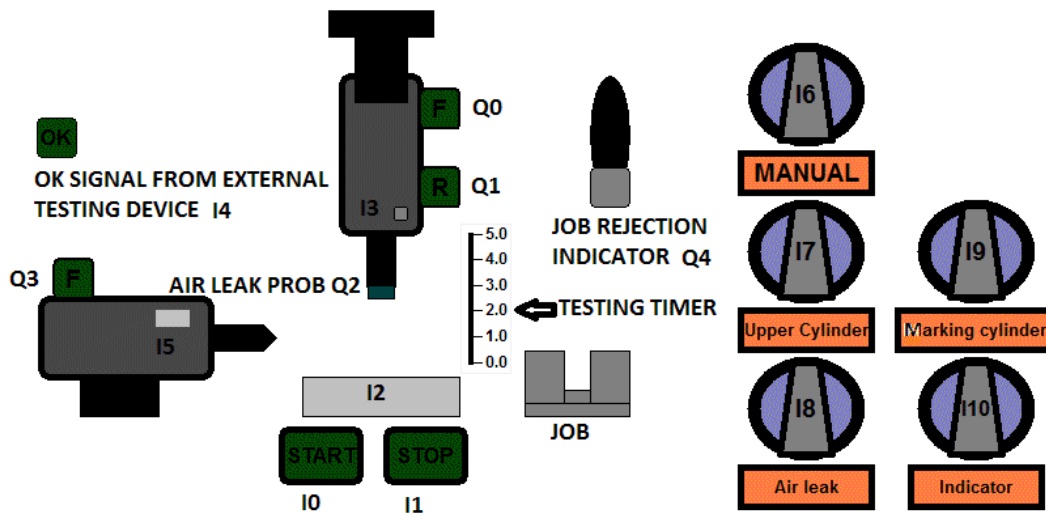 OK
OK SIGNAL FROM EXTERNAL
TESTING DEVICE I4
F Q0
R Q1
I3
JOB REJECTION
INDICATOR Q4
Q3 F
AIR LEAK PROB Q2
I5
5.0
4.0
3.0
2.0
1.0
0.0
TESTING TIMER
I2
JOB
START STOP
I0 I1
I6
MANUAL
I7 I9
Upper Cylinder Marking cylinder
I8 I10
Air leak Indicator